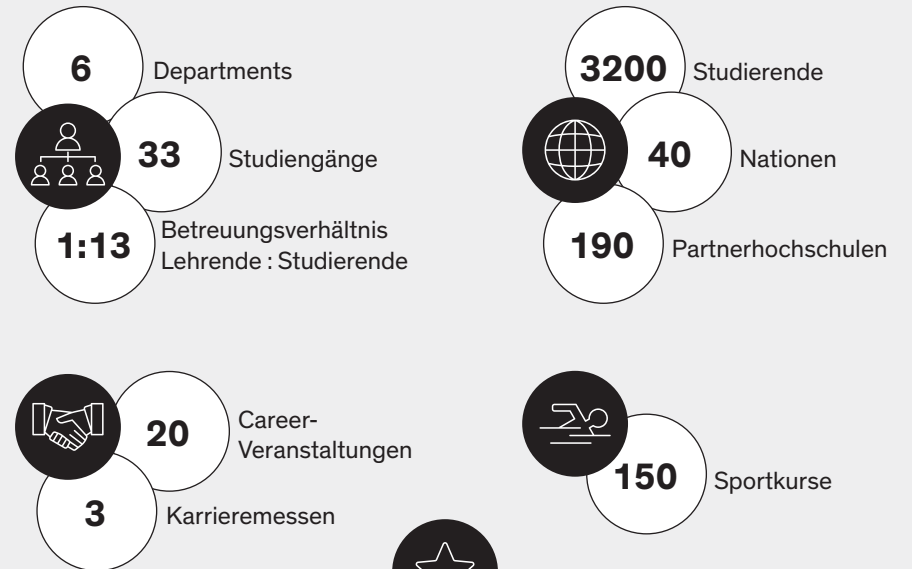 6 Departments
33 Studiengänge
1:13 Betreuungsverhältnis
Lehrende : Studierende
3200 Studierende
40 Nationen
190 Partnerhochschulen
20 Career-
Veranstaltungen
3 Karrieremessen
150 Sportkurse